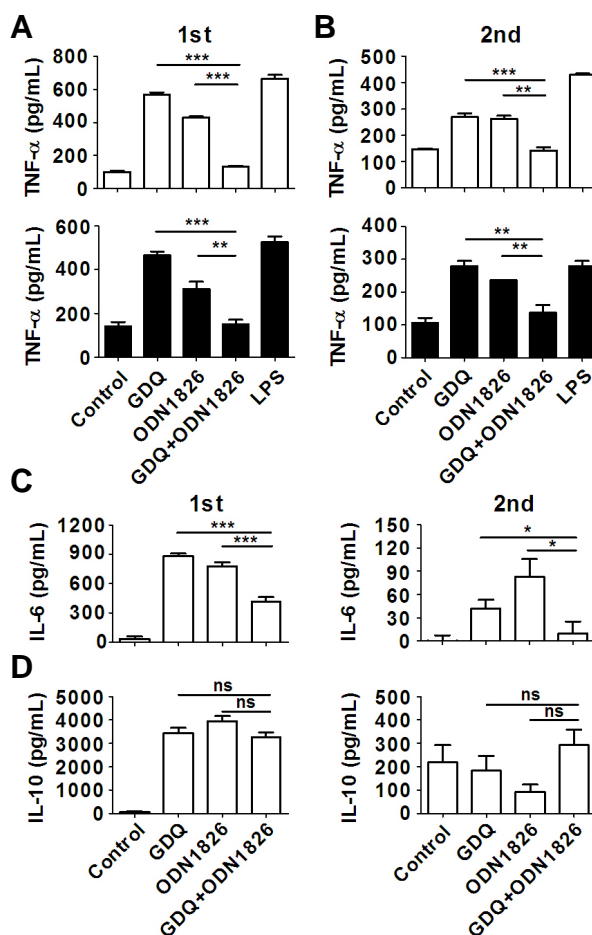 A
1st
TNF-α (pg/mL)
800
600
400
200
0
***
***
TNF-α (pg/mL)
600
400
200
0
***
**
Control
GDQ
ODN1826
GDQ+ODN1826
LPS
B
2nd
TNF-α (pg/mL)
500
400
300
200
100
0
***
**
TNF-α (pg/mL)
400
300
200
100
0
**
**
Control
GDQ
ODN1826
GDQ+ODN1826
LPS
C
1st
IL-6 (pg/mL)
1200
900
600
300
0
***
***
2nd
IL-6 (pg/mL)
150
120
90
60
30
0
*
*
D
IL-10 (pg/mL)
6000
5000
4000
3000
2000
1000
0
ns
ns
Control
GDQ
ODN1826
GDQ+ODN1826
IL-10 (pg/mL)
600
500
400
300
200
100
0
ns
ns
Control
GDQ
ODN1826
GDQ+ODN1826